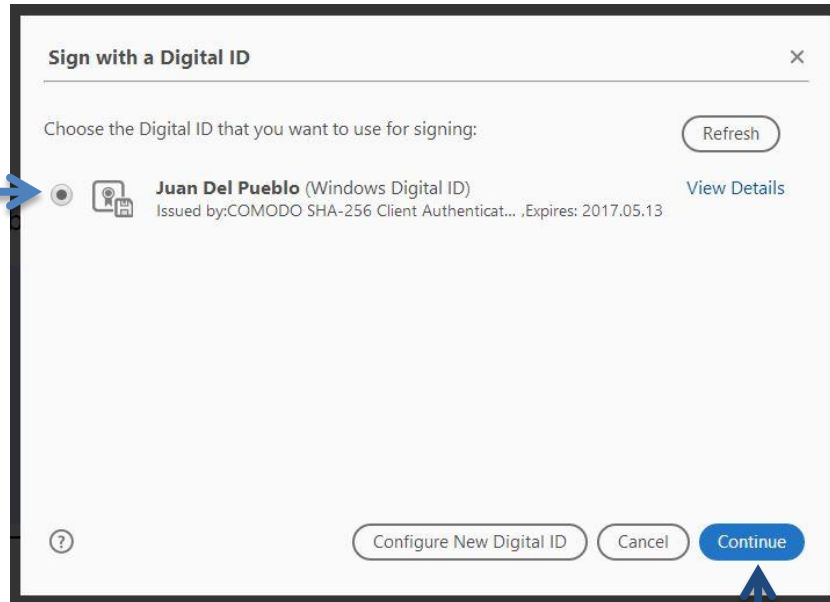 Sign with a Digital ID
Choose the Digital ID that you want to use for signing:
Refresh
Juan Del Pueblo (Windows Digital ID)
View Details
Issued by:COMODO SHA-256 Client Authenticat... ,Expires: 2017.05.13
Configure New Digital ID
Cancel
Continue